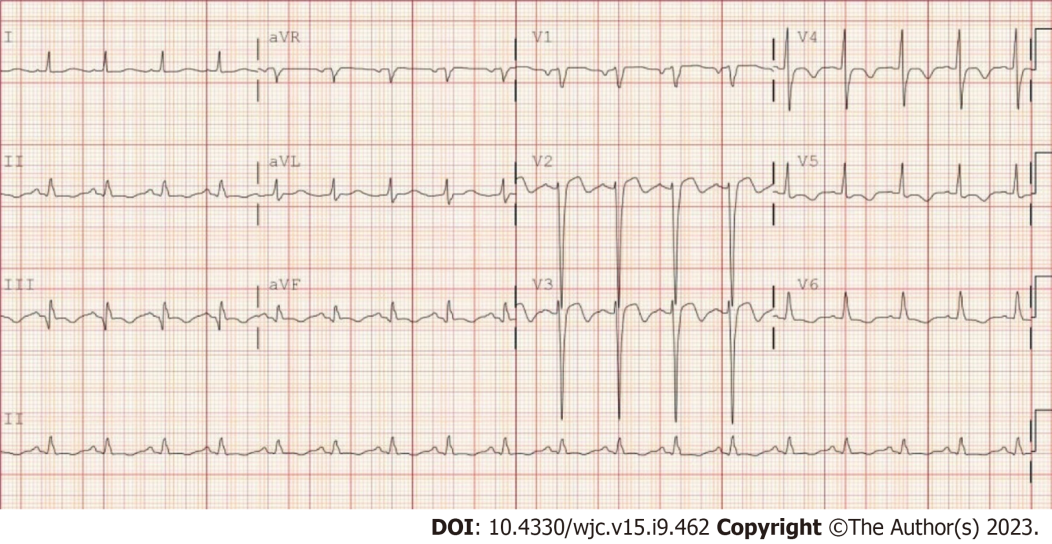 I aVR V1 V4
II aVL V2 V5
III aVF V3 V6
II
DOI: 10.4330/wjc.v15.i9.462 Copyright ©The Author(s) 2023.